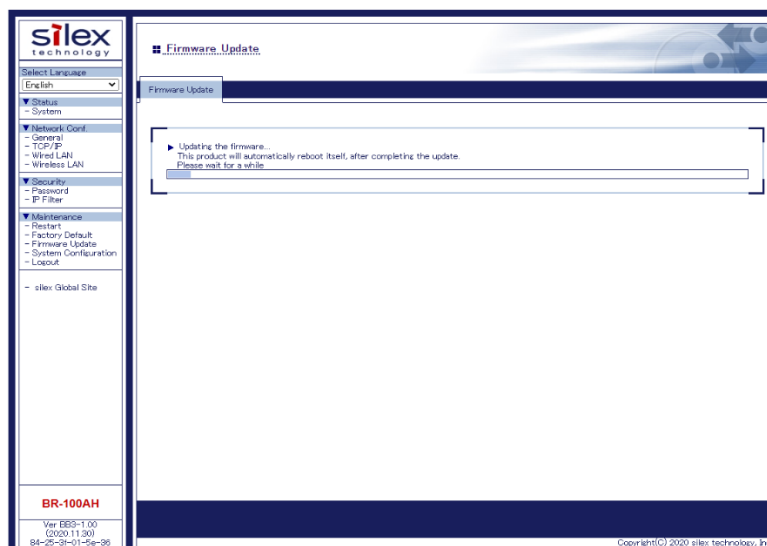 silex
technology
Select Language
English
▼ Status
- System
▼ Network Conf.
- General
- TCP/IP
- Wired LAN
- Wireless LAN
▼ Security
- Password
- IP Filter
▼ Maintenance
- Restart
- Factory Default
- Firmware Update
- System Configuration
- Logout
- silex Global Site
BR-100AH
Ver BB3-1.00
(2020.11.30)
84-25-3f-01-5e-36
Firmware Update
Firmware Update
Updating the firmware...
This product will automatically reboot itself, after completing the update.
Please wait for a while
Copyright(C) 2020 silex technology, In